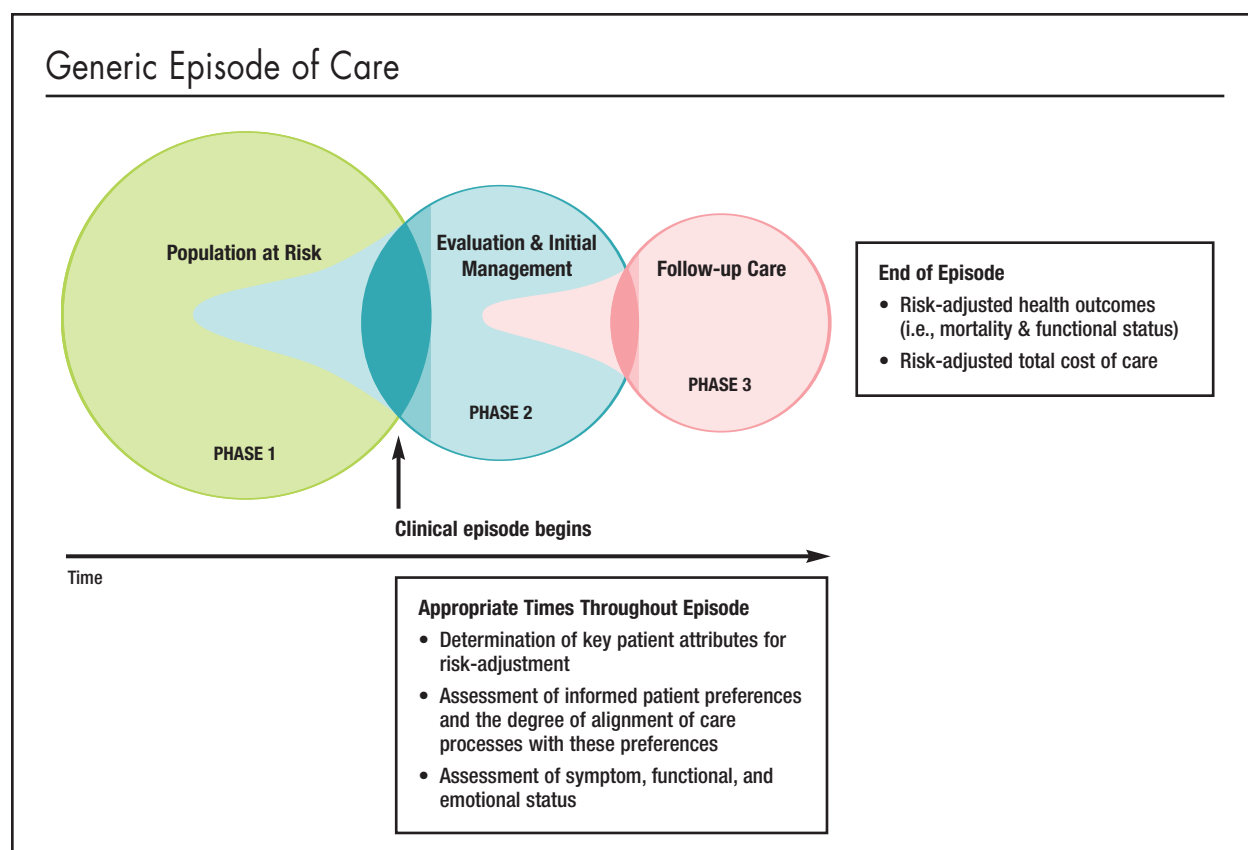 Generic Episode of Care
Population at Risk
PHASE 1
Evaluation & Initial
Management
PHASE 2
Follow-up Care
PHASE 3
End of Episode
• Risk-adjusted health outcomes
(i.e., mortality & functional status)
• Risk-adjusted total cost of care
Clinical episode begins
Time
Appropriate Times Throughout Episode
• Determination of key patient attributes for
risk-adjustment
• Assessment of informed patient preferences
and the degree of alignment of care
processes with these preferences
• Assessment of symptom, functional, and
emotional status